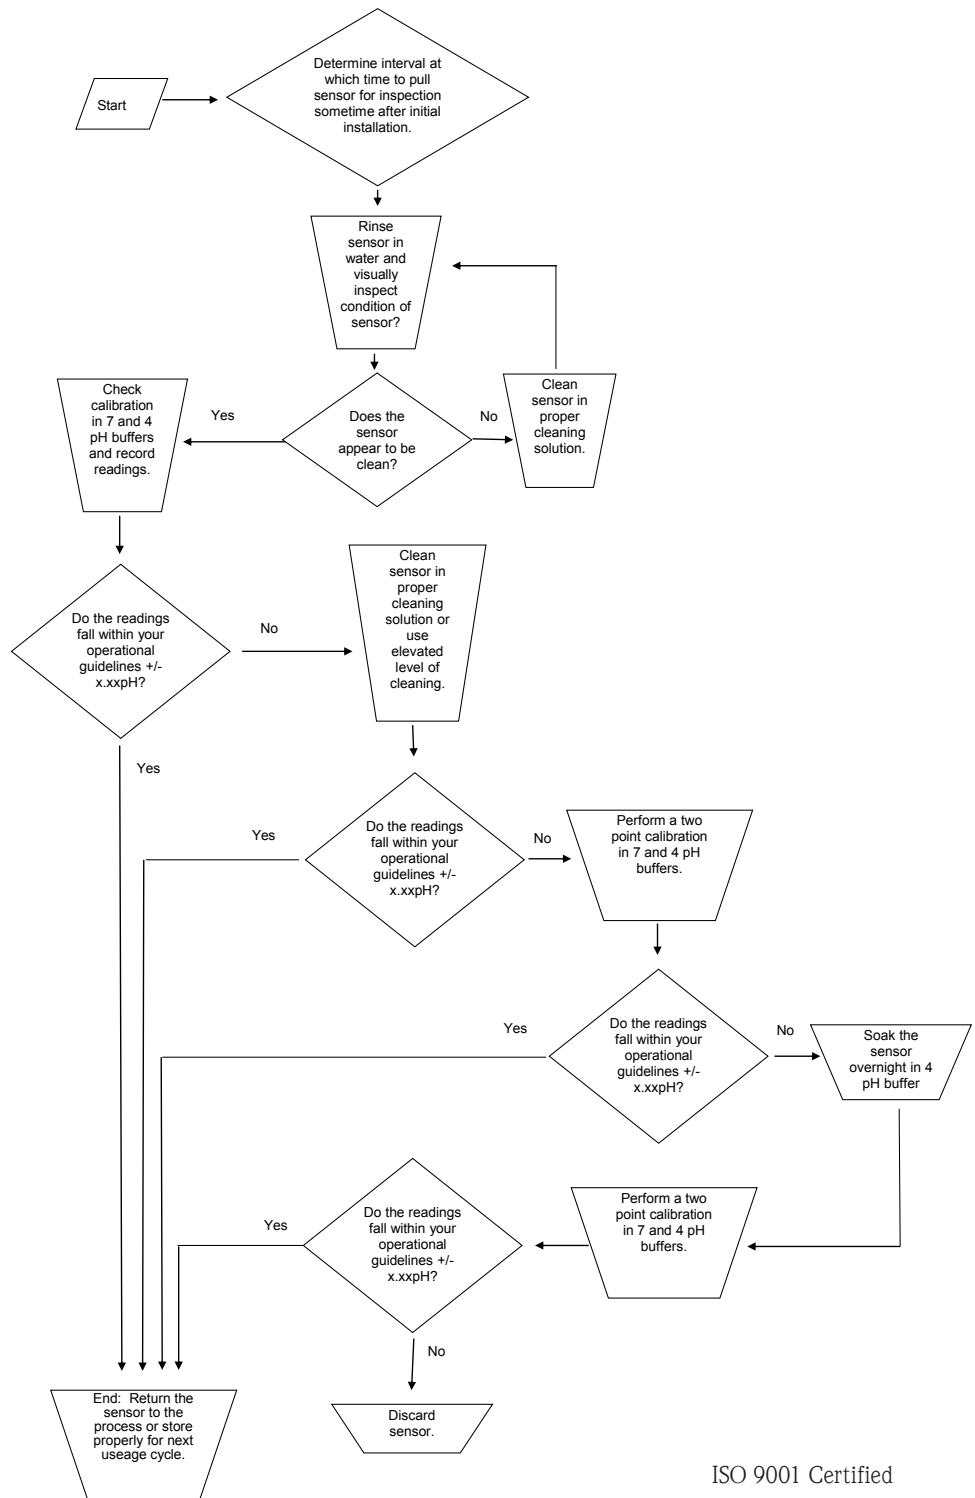 Start
Determine interval at
which time to pull
sensor for inspection
sometime after initial
installation.
Rinse
sensor in
water and
visually
inspect
condition of
sensor?
Does the
sensor
appear to be
clean?
No
Clean
sensor in
proper
cleaning
solution.
Yes
Check
calibration
in 7 and 4
pH buffers
and record
readings.
Do the readings
fall within your
operational
guidelines +/-
x.xxpH?
No
Clean
sensor in
proper
cleaning
solution or
use
elevated
level of
cleaning.
Yes
Do the readings
fall within your
operational
guidelines +/-
x.xxpH?
Yes
No
Perform a two
point calibration
in 7 and 4 pH
buffers.
Do the readings
fall within your
operational
guidelines +/-
x.xxpH?
Yes
No
Soak the
sensor
overnight in 4
pH buffer
Perform a two
point calibration
in 7 and 4 pH
buffers.
Do the readings
fall within your
operational
guidelines +/-
x.xxpH?
Yes
No
Discard
sensor.
End:  Return the
sensor to the
process or store
properly for next
useage cycle.
ISO 9001 Certified